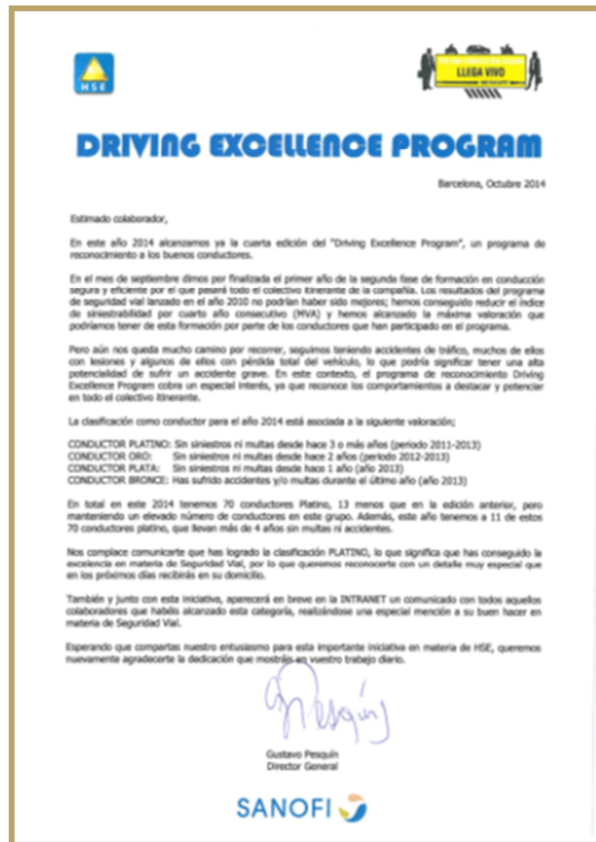 HSE
LLEGA VIVO
DRIVING EXCELLENCE PROGRAM
Barcelona, Octubre 2014
Estimado colaborador,
En este año 2014 alcanzamos ya la cuarta edición del "Driving Excellence Program", un programa de
reconocimiento a los buenos conductores.
En el mes de septiembre dimos por finalizada el primer año de la segunda fase de formación en conducción
segura y eficiente por el que pasará todo el colectivo itinerante de la compañía. Los resultados del programa
de seguridad vial lanzado en el año 2010 no podrían haber sido mejores; hemos conseguido reducir el índice
de siniestrabilidad por cuarto año consecutivo (MVA) y hemos alcanzado la máxima valoración que
podríamos tener de esta formación por parte de los conductores que han participado en el programa.
Pero aún nos queda mucho camino por recorrer, seguimos teniendo accidentes de tráfico, muchos de ellos
con lesiones y algunos de ellos con pérdida total del vehículo, lo que podría significar tener una alta
potencialidad de sufrir un accidente grave. En este contexto, el programa de reconocimiento Driving
Excellence Program cobra un especial interés, ya que reconoce los comportamientos a destacar y potenciar
en todo el colectivo itinerante.
La clasificación como conductor para el año 2014 está asociada a la siguiente valoración;
CONDUCTOR PLATINO: Sin siniestros ni multas desde hace 3 o más años (periodo 2011-2013)
CONDUCTOR ORO: Sin siniestros ni multas desde hace 2 años (periodo 2012-2013)
CONDUCTOR PLATA: Sin siniestros ni multas desde hace 1 año (año 2013)
CONDUCTOR BRONCE: Has sufrido accidentes y/o multas durante el último año (año 2013)
En total en este 2014 tenemos 70 conductores Platino, 13 menos que en la edición anterior, pero
manteniendo un elevado número de conductores en este grupo. Además, este año tenemos a 11 de estos
70 conductores platino, que llevan más de 4 años sin multas ni accidentes.
Nos complace comunicarte que has logrado la clasificación PLATINO, lo que significa que has conseguido la
excelencia en materia de Seguridad Vial, por lo que queremos reconocerte con un detalle muy especial que
en los próximos días recibirás en su domicilio.
También y junto con esta iniciativa, aparecerá en breve en la INTRANET un comunicado con todos aquellos
colaboradores que habéis alcanzado esta categoría, realizándose una especial mención a su buen hacer en
materia de Seguridad Vial.
Esperando que compartas nuestro entusiasmo para esta importante iniciativa en materia de HSE, queremos
nuevamente agradecerte la dedicación que mostráis en vuestro trabajo diario.
Pesquín
Gustavo Pesquín
Director General
SANOFI